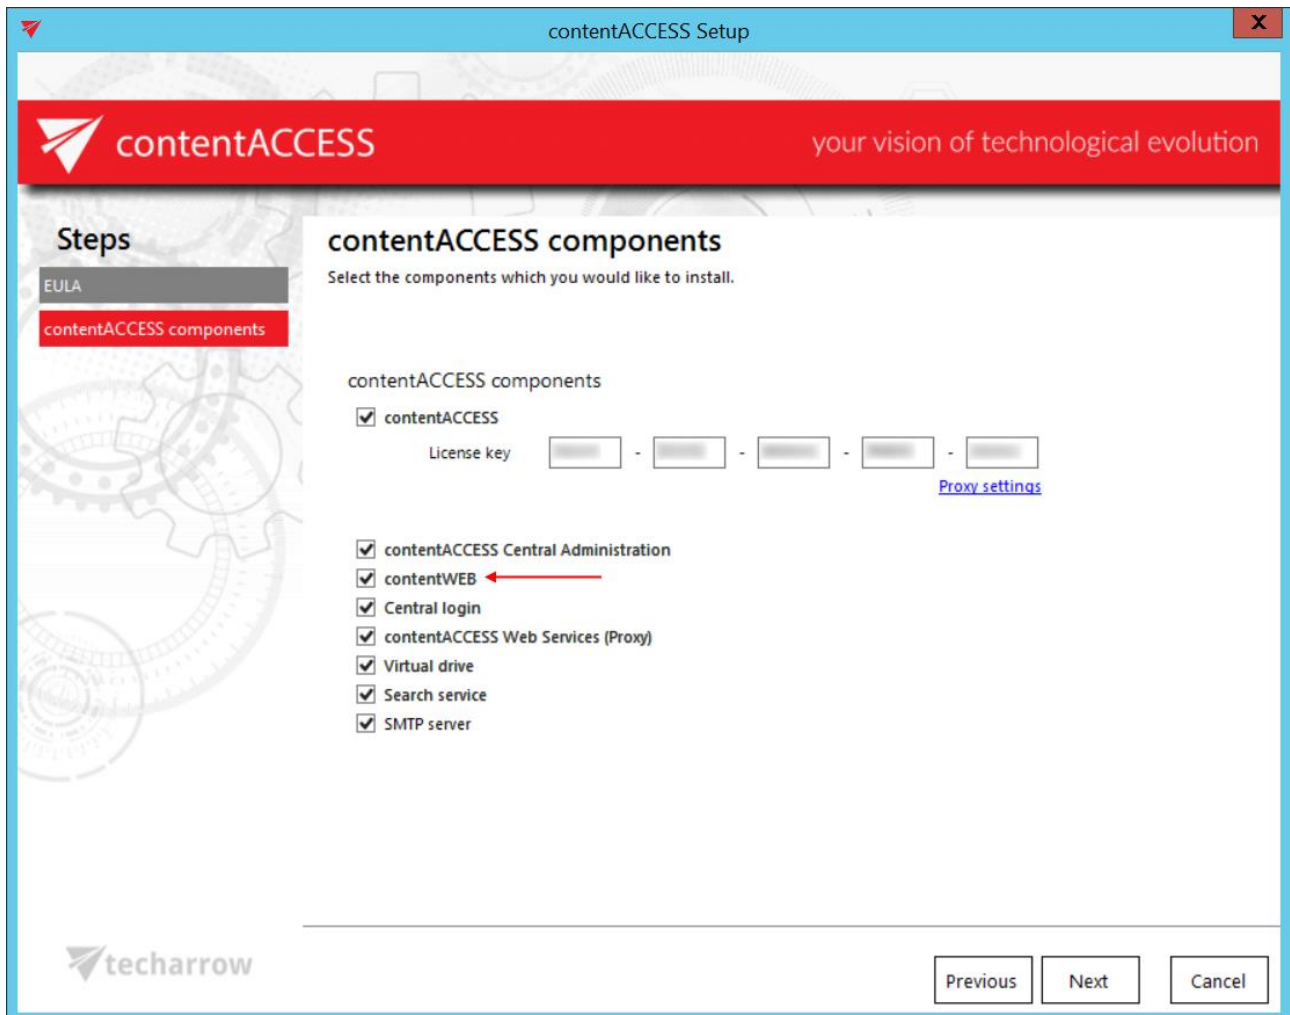 contentACCESS Setup
X
contentACCESS
your vision of technological evolution
Steps
EULA
contentACCESS components
contentACCESS components
Select the components which you would like to install.
contentACCESS components
contentACCESS
License key - - - -
Proxy settings
contentACCESS Central Administration
contentWEB
Central login
contentACCESS Web Services (Proxy)
Virtual drive
Search service
SMTP server
techarrow
Previous
Next
Cancel